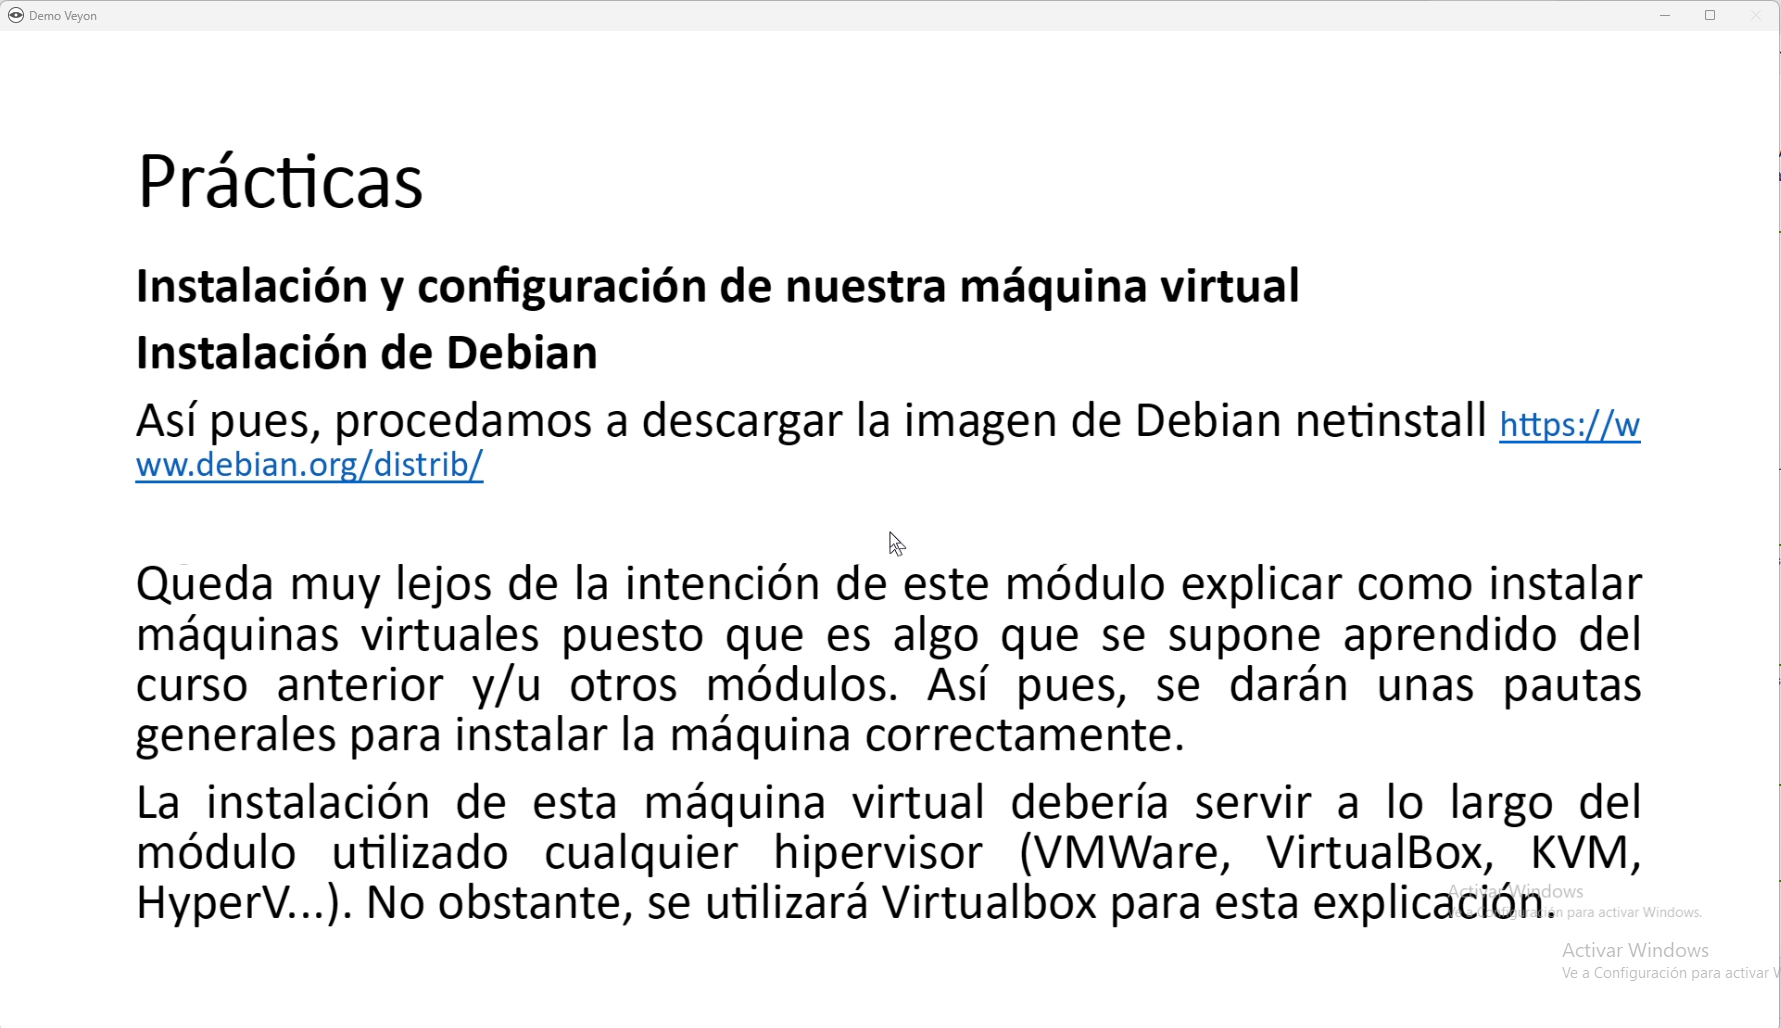 Demo Veyon
Prácticas
Instalación y configuración de nuestra máquina virtual
Instalación de Debian
Así pues, procedamos a descargar la imagen de Debian netinstall https://w
ww.debian.org/distrib/
Queda muy lejos de la intención de este módulo explicar como instalar
máquinas virtuales puesto que es algo que se supone aprendido del
curso anterior y/u otros módulos. Así pues, se darán unas pautas
generales para instalar la máquina correctamente.
La instalación de esta máquina virtual debería servir a lo largo del
módulo utilizado cualquier hipervisor (VMWare, VirtualBox, KVM,
HyperV...). No obstante, se utilizará Virtualbox para esta explicación.
Activar Windows
Ve a Configuración para activar Windows.
Activar Windows
Ve a Configuración para activar